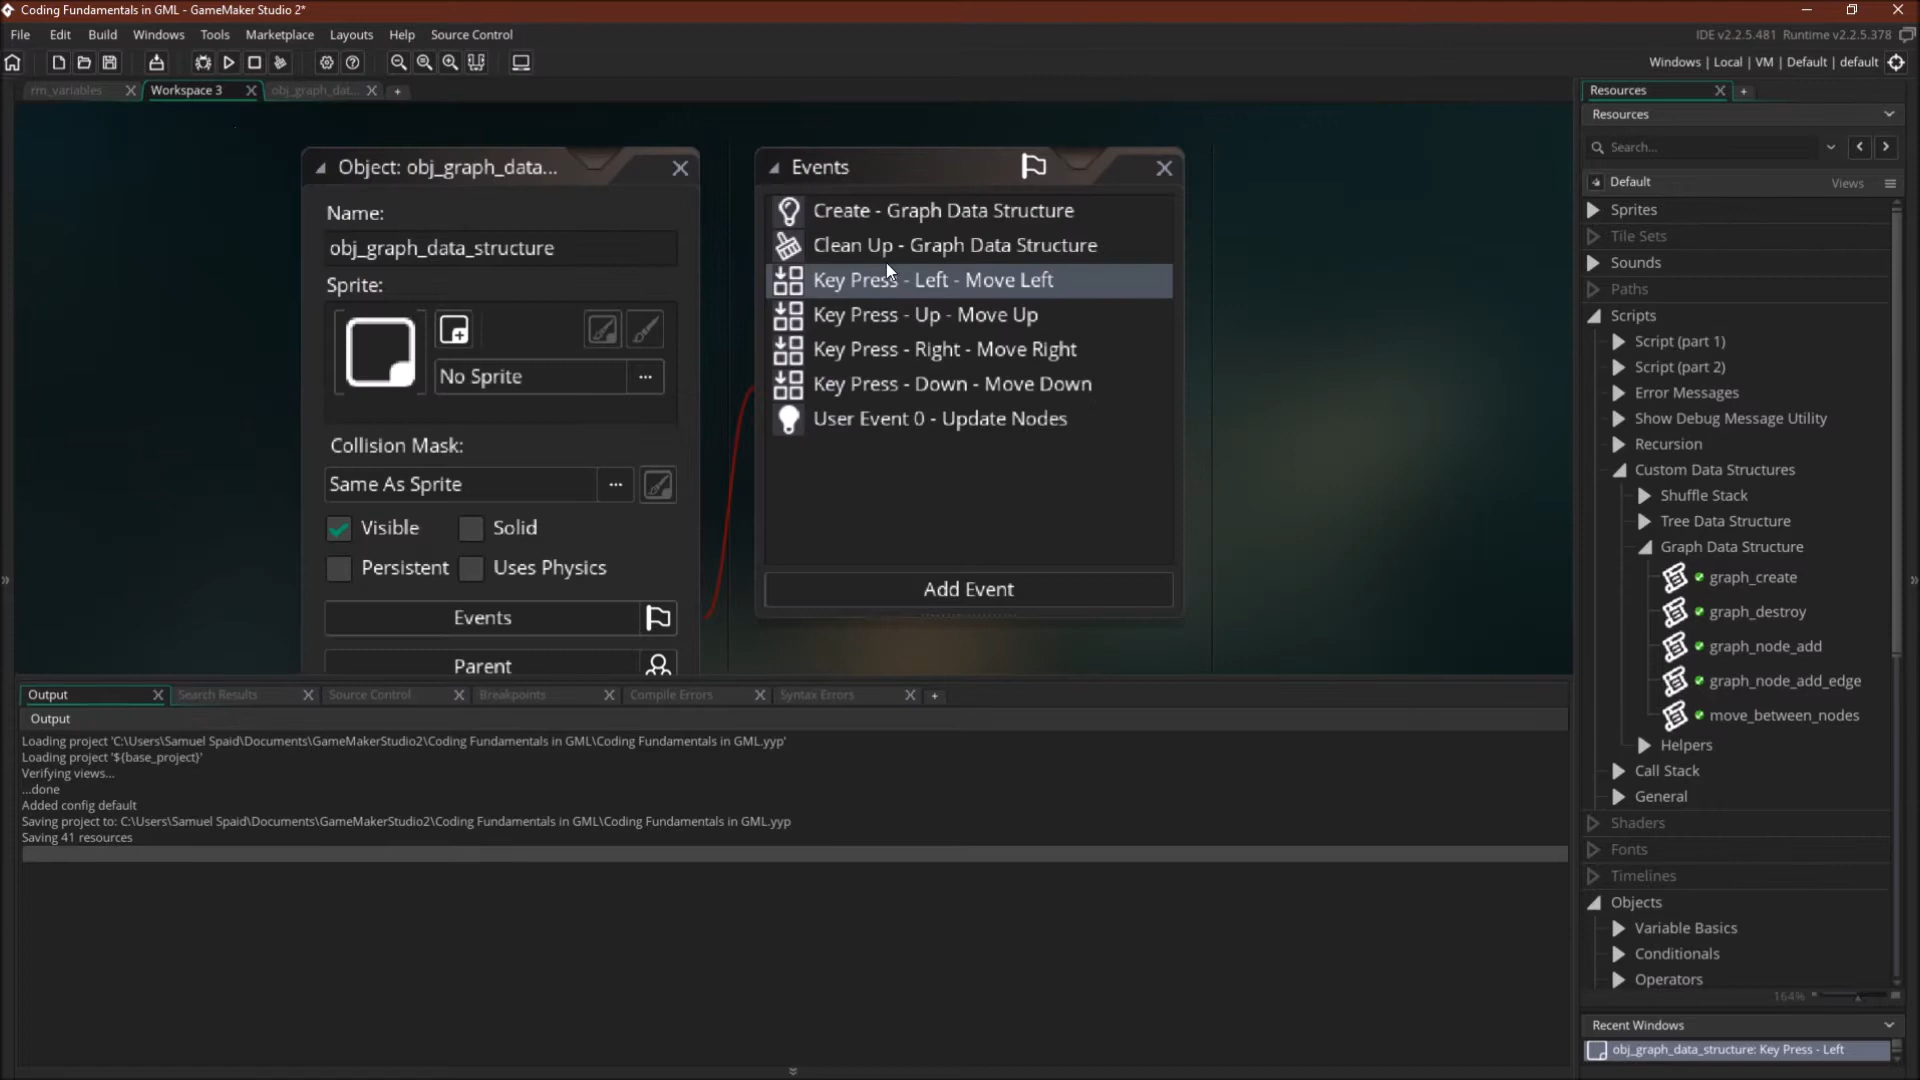 Coding Fundamentals in GML - GameMaker Studio 2*
File Edit Build Windows Tools Marketplace Layouts Help Source Control
IDE v2.2.5.481 Runtime v2.2.5.378
Windows | Local | VM | Default | default
rm_variables Workspace 3 obj_graph_dat... +
Object: obj_graph_data...
Name:
obj_graph_data_structure
Sprite:
No Sprite ...
Collision Mask:
Same As Sprite ...
Visible Solid
Persistent Uses Physics
Events
Parent
Events
Create - Graph Data Structure
Clean Up - Graph Data Structure
Key Press - Left - Move Left
Key Press - Up - Move Up
Key Press - Right - Move Right
Key Press - Down - Move Down
User Event 0 - Update Nodes
Add Event
Output Search Results Source Control Breakpoints Compile Errors Syntax Errors +
Output
Loading project 'C:\Users\Samuel Spaid\Documents\GameMakerStudio2\Coding Fundamentals in GML\Coding Fundamentals in GML.yyp'
Loading project '${base_project}'
Verifying views...
...done
Added config default
Saving project to: C:\Users\Samuel Spaid\Documents\GameMakerStudio2\Coding Fundamentals in GML\Coding Fundamentals in GML.yyp
Saving 41 resources
Resources +
Resources
Search...
Default Views
Sprites
Tile Sets
Sounds
Paths
Scripts
Script (part 1)
Script (part 2)
Error Messages
Show Debug Message Utility
Recursion
Custom Data Structures
Shuffle Stack
Tree Data Structure
Graph Data Structure
graph_create
graph_destroy
graph_node_add
graph_node_add_edge
move_between_nodes
Helpers
Call Stack
General
Shaders
Fonts
Timelines
Objects
Variable Basics
Conditionals
Operators
164%
Recent Windows
obj_graph_data_structure: Key Press - Left